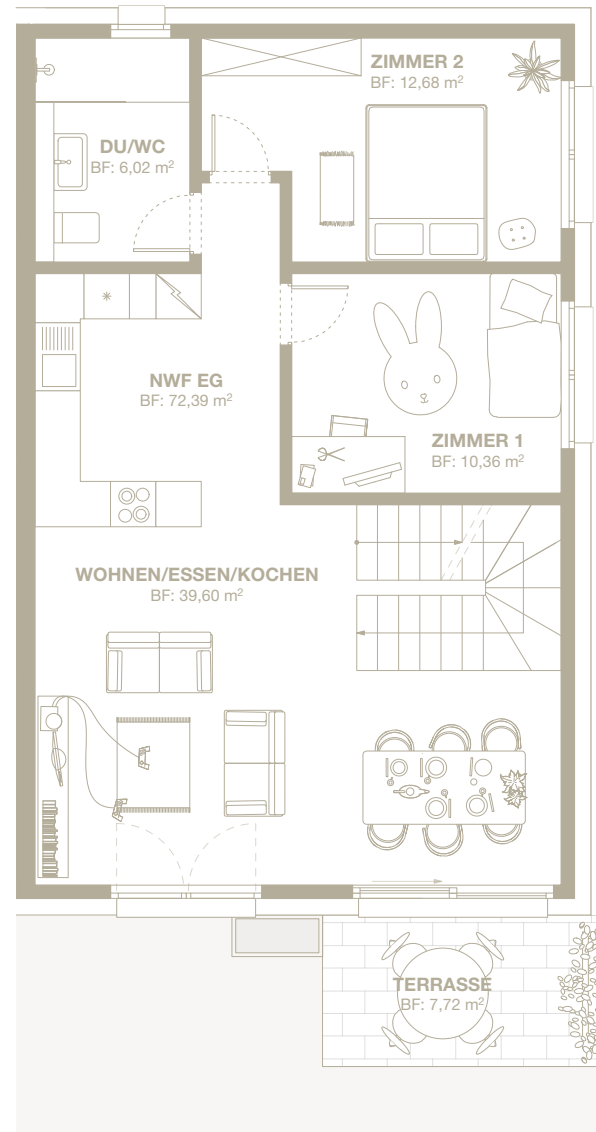 ZIMMER 2
BF: 12,68 m²
DU/WC
BF: 6,02 m²
NWF EG
BF: 72,39 m²
ZIMMER 1
BF: 10,36 m²
WOHNEN/ESSEN/KOCHEN
BF: 39,60 m²
TERRASSE
BF: 7,72 m²